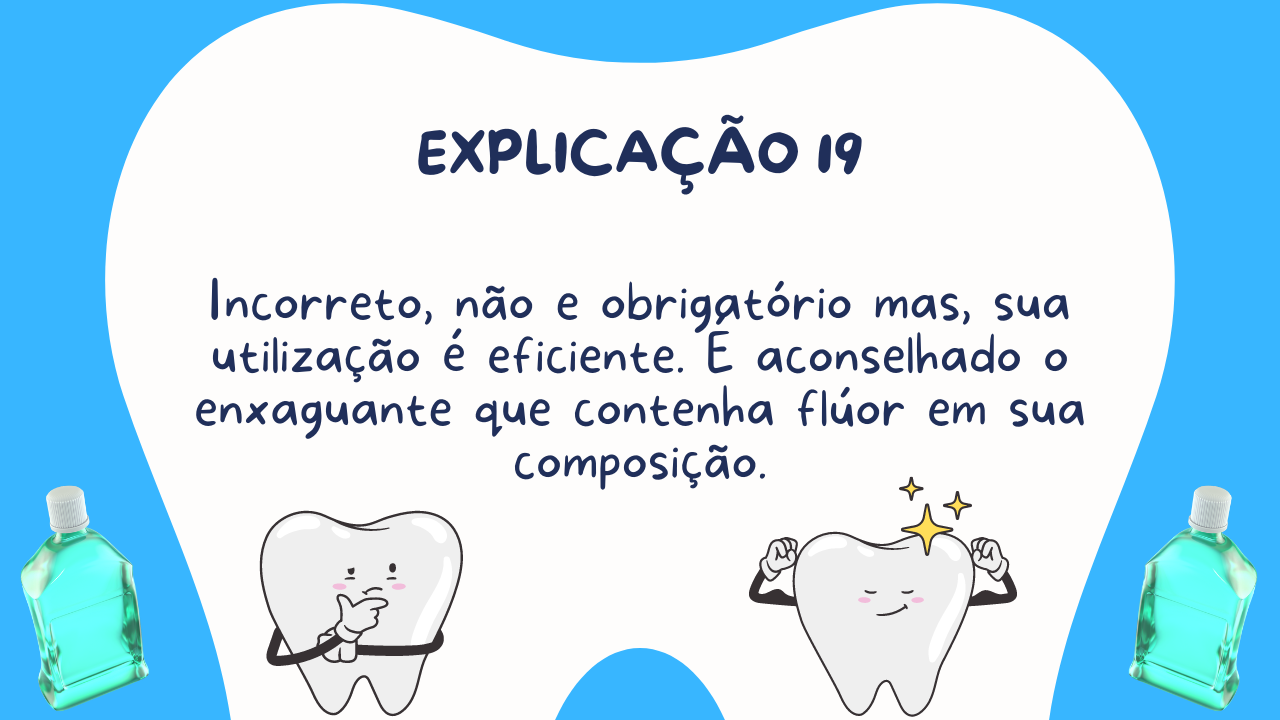 EXPLICAÇÃO 19
Incorreto, não e obrigatório mas, sua
utilização é eficiente. É aconselhado o
enxaguante que contenha flúor em sua
composição.